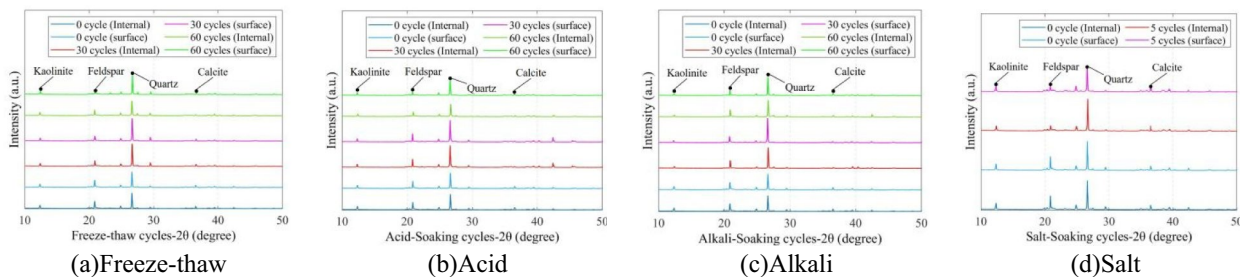 0 cycle (Internal)
30 cycles (surface)
0 cycle (surface)
60 cycles (Internal)
30 cycles (Internal)
60 cycles (surface)
Kaolinite
Feldspar
Quartz
Calcite
Intensity (a.u.)
10 20 30 40 50
Freeze-thaw cycles-2θ (degree)
(a)Freeze-thaw
0 cycle (Internal)
30 cycles (surface)
0 cycle (surface)
60 cycles (Internal)
30 cycles (Internal)
60 cycles (surface)
Kaolinite
Feldspar
Quartz
Calcite
Intensity (a.u.)
10 20 30 40 50
Acid-Soaking cycles-2θ (degree)
(b)Acid
0 cycle (Internal)
30 cycles (surface)
0 cycle (surface)
60 cycles (Internal)
30 cycles (Internal)
60 cycles (surface)
Kaolinite
Feldspar
Quartz
Calcite
Intensity (a.u.)
10 20 30 40 50
Alkali-Soaking cycles-2θ (degree)
(c)Alkali
0 cycle (Internal)
5 cycles (Internal)
0 cycle (surface)
5 cycles (surface)
Kaolinite
Feldspar
Quartz
Calcite
Intensity (a.u.)
10 20 30 40 50
Salt-Soaking cycles-2θ (degree)
(d)Salt